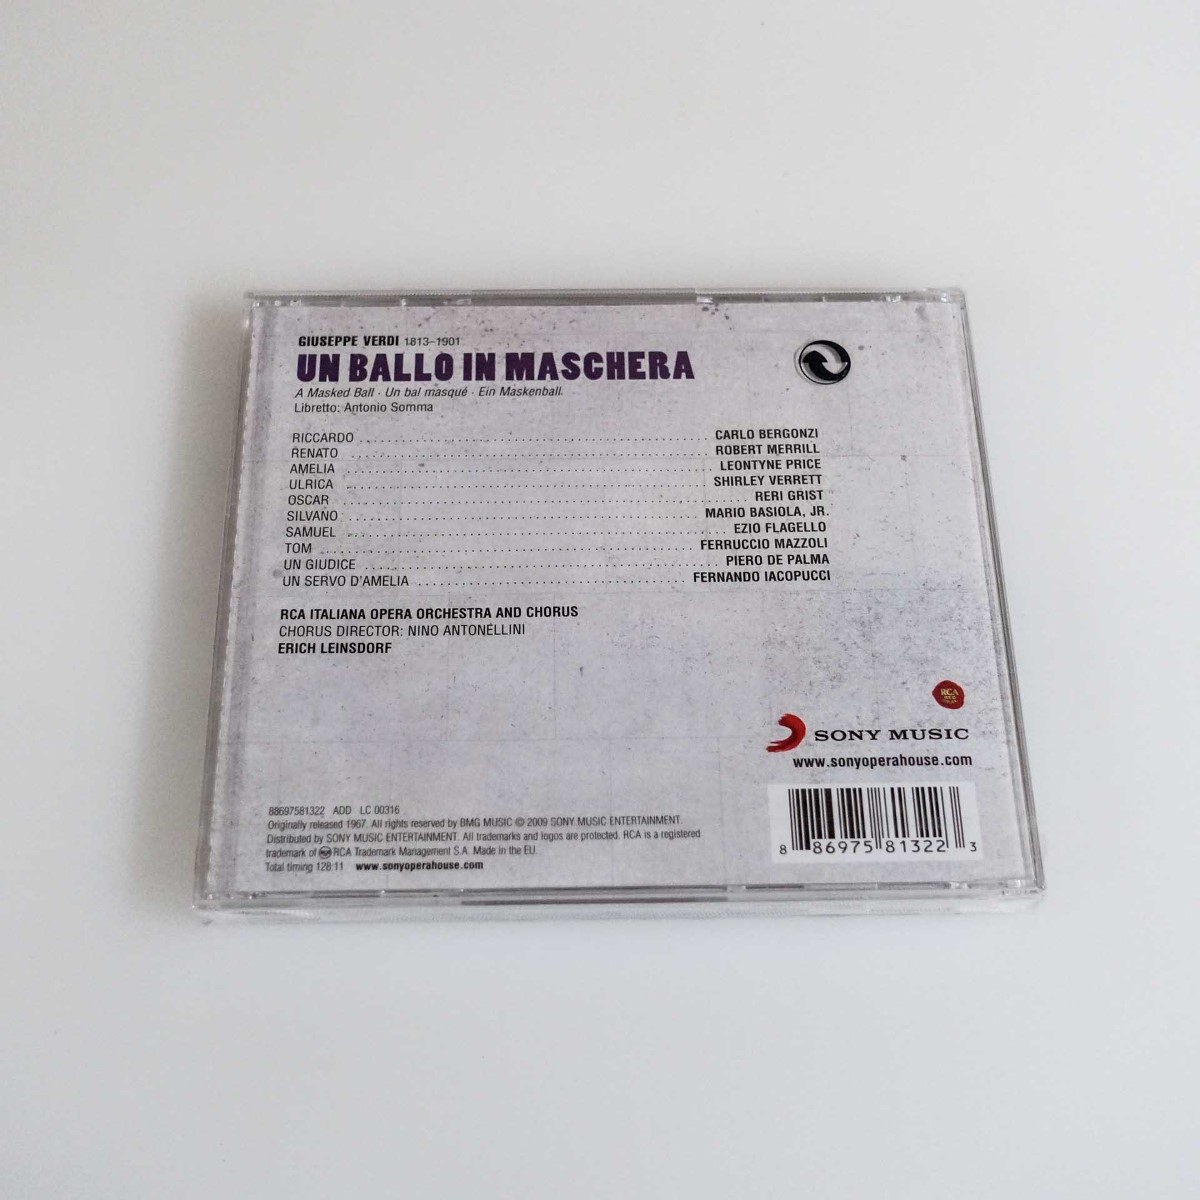 GIUSEPPE VERDI 1813–1901
UN BALLO IN MASCHERA
A Masked Ball · Un bal masqué · Ein Maskenball
Libretto: Antonio Somma
RICCARDO CARLO BERGONZI
RENATO ROBERT MERRILL
AMELIA LEONTYNE PRICE
ULRICA SHIRLEY VERRETT
OSCAR RERI GRIST
SILVANO MARIO BASIOLA, JR.
SAMUEL EZIO FLAGELLO
TOM FERRUCCIO MAZZOLI
UN GIUDICE PIERO DE PALMA
UN SERVO D'AMELIA FERNANDO IACOPUCCI
RCA ITALIANA OPERA ORCHESTRA AND CHORUS
CHORUS DIRECTOR: NINO ANTONELLINI
ERICH LEINSDORF
RCA
SONY MUSIC
www.sonyoperahouse.com
88697581322 ADD LC 00316
Originally released 1967. All rights reserved by BMG MUSIC © 2009 SONY MUSIC ENTERTAINMENT.
Distributed by SONY MUSIC ENTERTAINMENT. All trademarks and logos are protected. RCA is a registered
trademark of RCA Trademark Management S.A. Made in the EU.
Total timing 128:11 www.sonyoperahouse.com
8 86975 81322 3